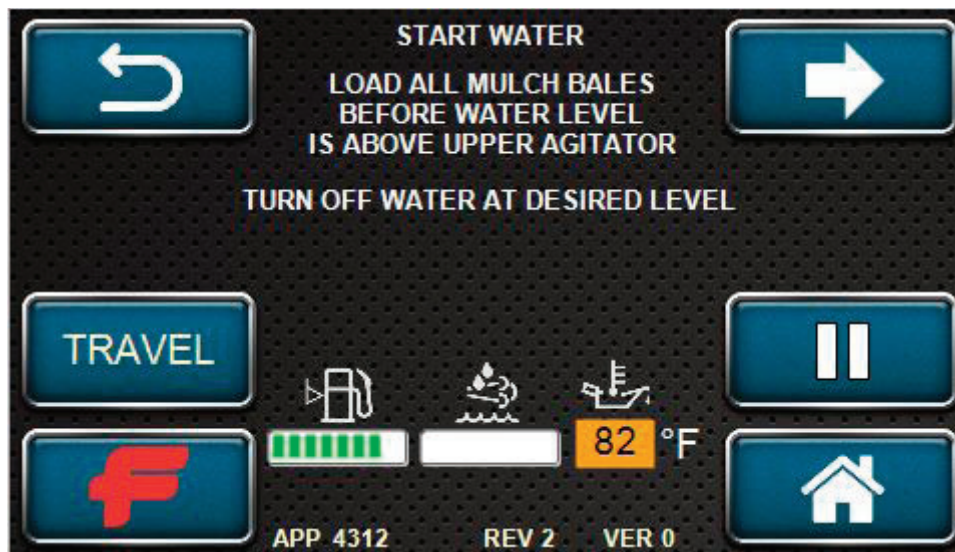 START WATER
LOAD ALL MULCH BALES
BEFORE WATER LEVEL
IS ABOVE UPPER AGITATOR
TURN OFF WATER AT DESIRED LEVEL
TRAVEL
82 °F
APP 4312 REV 2 VER 0